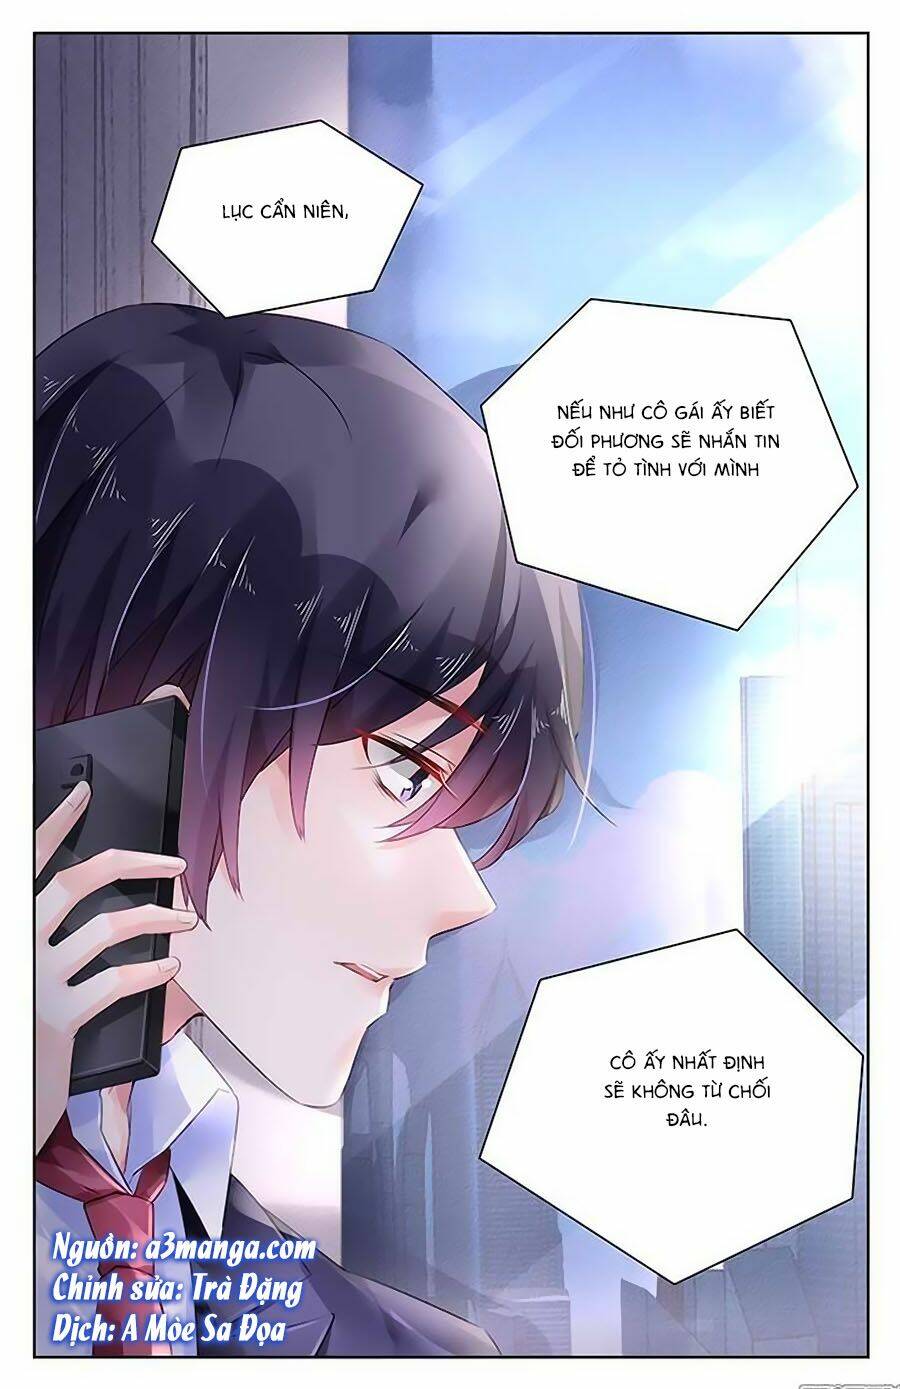 LỤC CẨN NIÊN,
NẾU NHƯ CÔ GÁI ẤY BIẾT
ĐỐI PHƯƠNG SẼ NHẮN TIN
ĐỂ TỎ TÌNH VỚI MÌNH
CÔ ẤY NHẤT ĐỊNH
SẼ KHÔNG TỪ CHỐI
ĐÂU.
Nguồn: a3manga.com
Chỉnh sửa: Trà Đặng
Dịch: A Mòe Sa Đọa